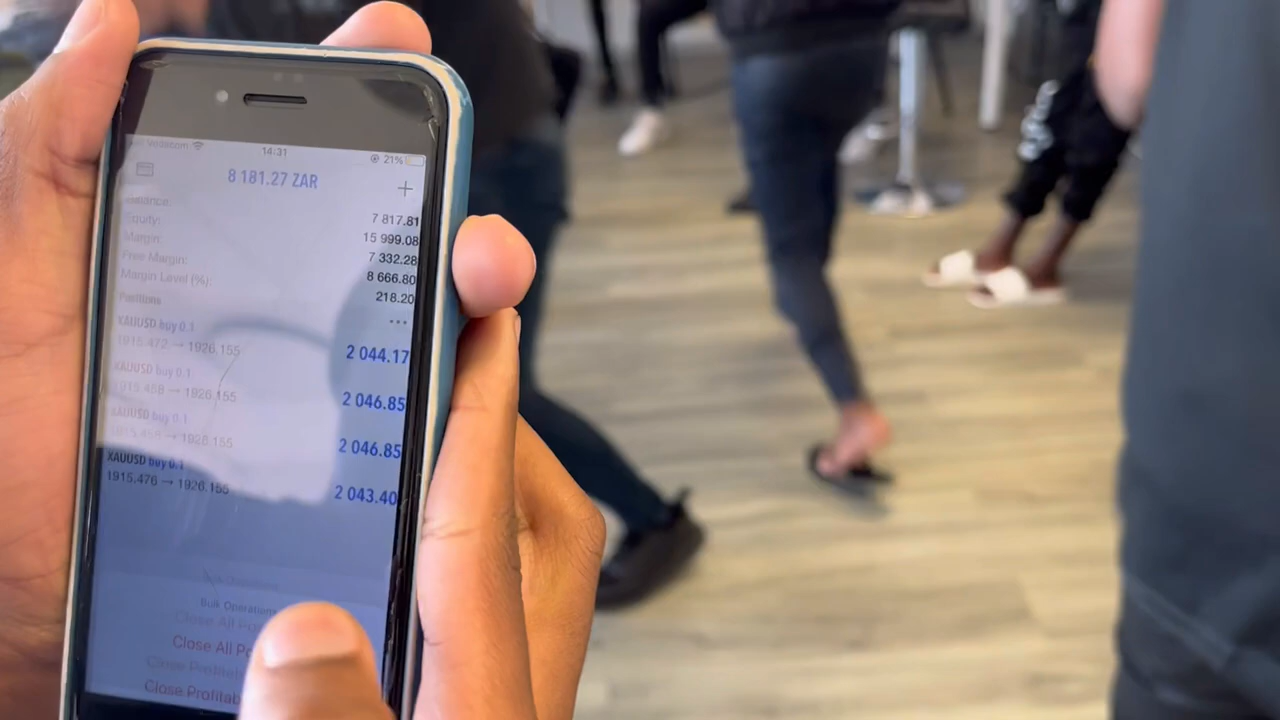 vodacom 14:31 21%
8 181.27 ZAR
Balance: 7 817.81
Equity: 15 999.08
Margin: 7 332.28
Free Margin: 8 666.80
Margin Level (%): 218.20
Positions
XAUUSD buy 0.1
1915.472 → 1926.155 2 044.17
XAUUSD buy 0.1
1915.458 → 1926.155 2 046.85
XAUUSD buy 0.1
1915.458 → 1926.155 2 046.85
XAUUSD buy 0.1
1915.476 → 1926.155 2 043.40
Bulk Operations
Close All
Close All
Close
Close